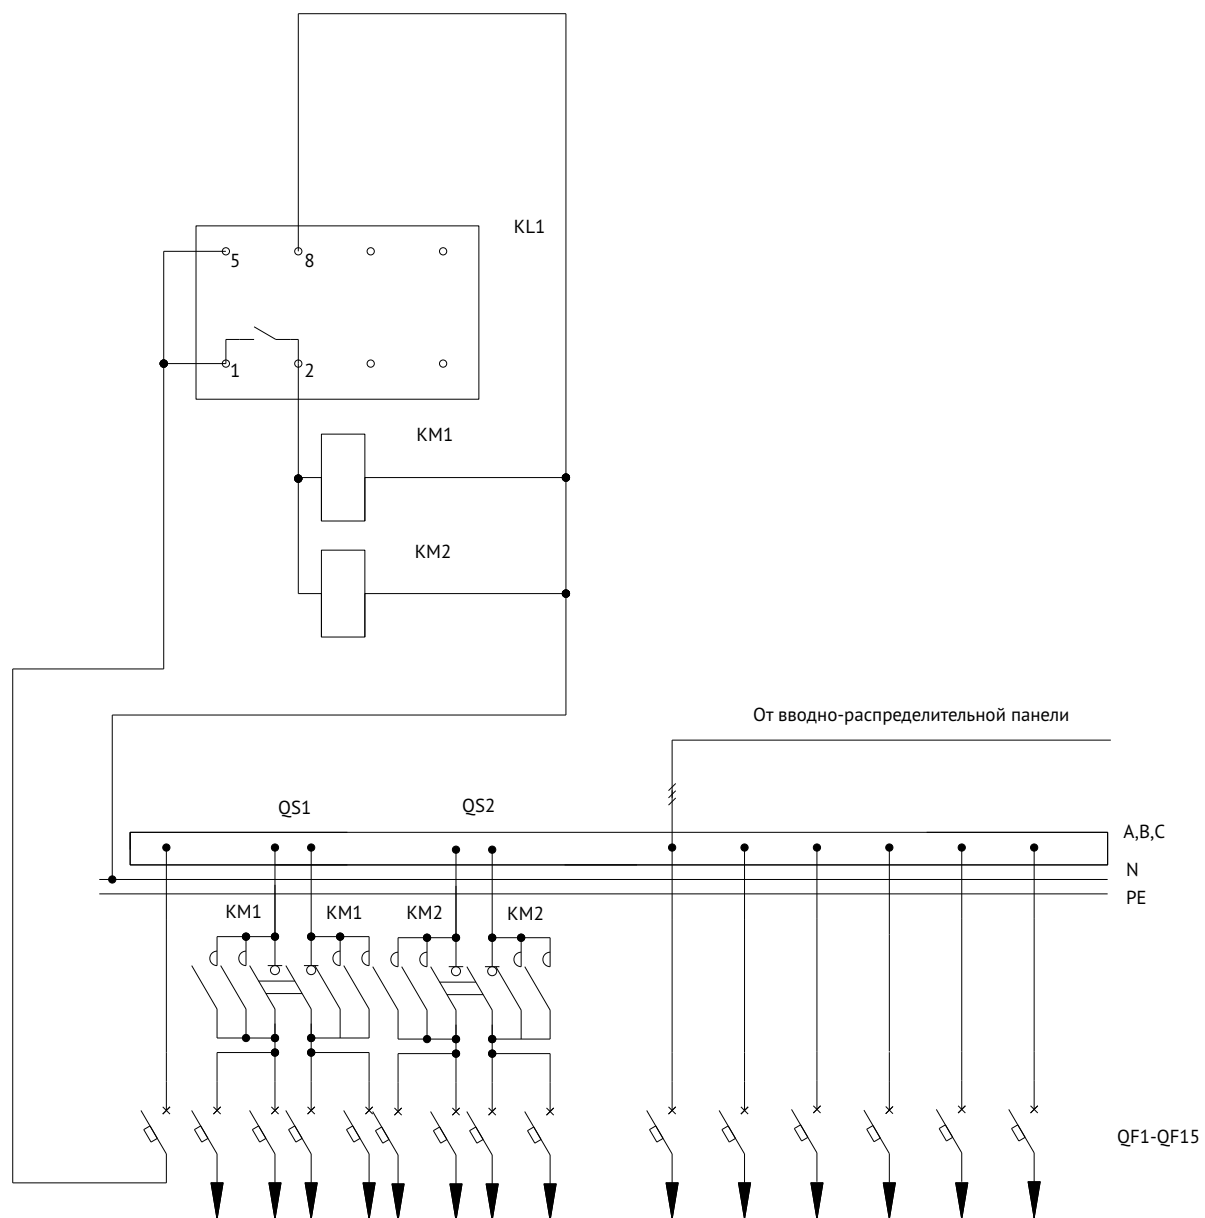 KL1
5
8
1
2
KM1
KM2
От вводно-распределительной панели
QS1
QS2
A,B,C
N
PE
KM1
KM1
KM2
KM2
QF1-QF15